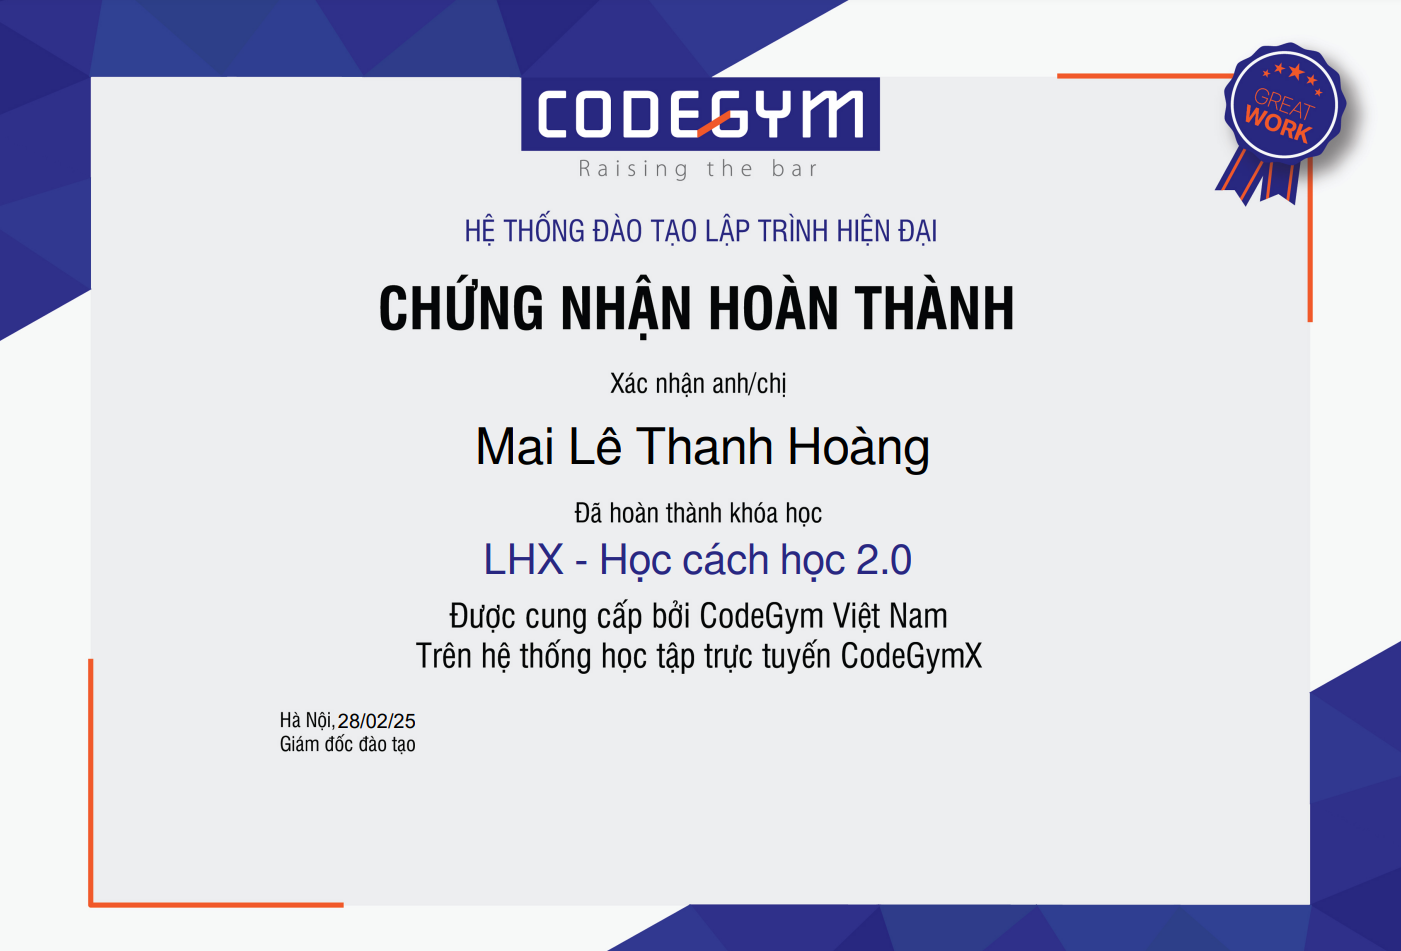 CODEGYM
Raising the bar
GREAT
WORK
HỆ THỐNG ĐÀO TẠO LẬP TRÌNH HIỆN ĐẠI
CHỨNG NHẬN HOÀN THÀNH
Xác nhận anh/chị
Mai Lê Thanh Hoàng
Đã hoàn thành khóa học
LHX - Học cách học 2.0
Được cung cấp bởi CodeGym Việt Nam
Trên hệ thống học tập trực tuyến CodeGymX
Hà Nội, 28/02/25
Giám đốc đào tạo